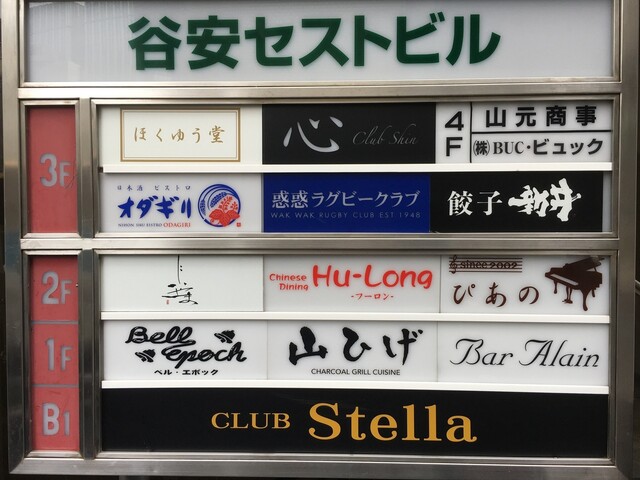 谷安セストビル
3F
ほくゆう堂
心 Club Shin
4F
山元商事
㈱BUC・ビュック
日本酒 ビストロ
オダギリ
NIHON SHU BISTRO ODAGIRI
惑惑ラグビークラブ
WAK WAK RUGBY CLUB EST 1948
餃子
2F
Chinese Dining Hu-Long
-フーロン-
since 2002
ぴあの
1F
Bell Epoch
ベル・エポック
山ひげ
CHARCOAL GRILL CUISINE
Bar Alain
B1
CLUB Stella